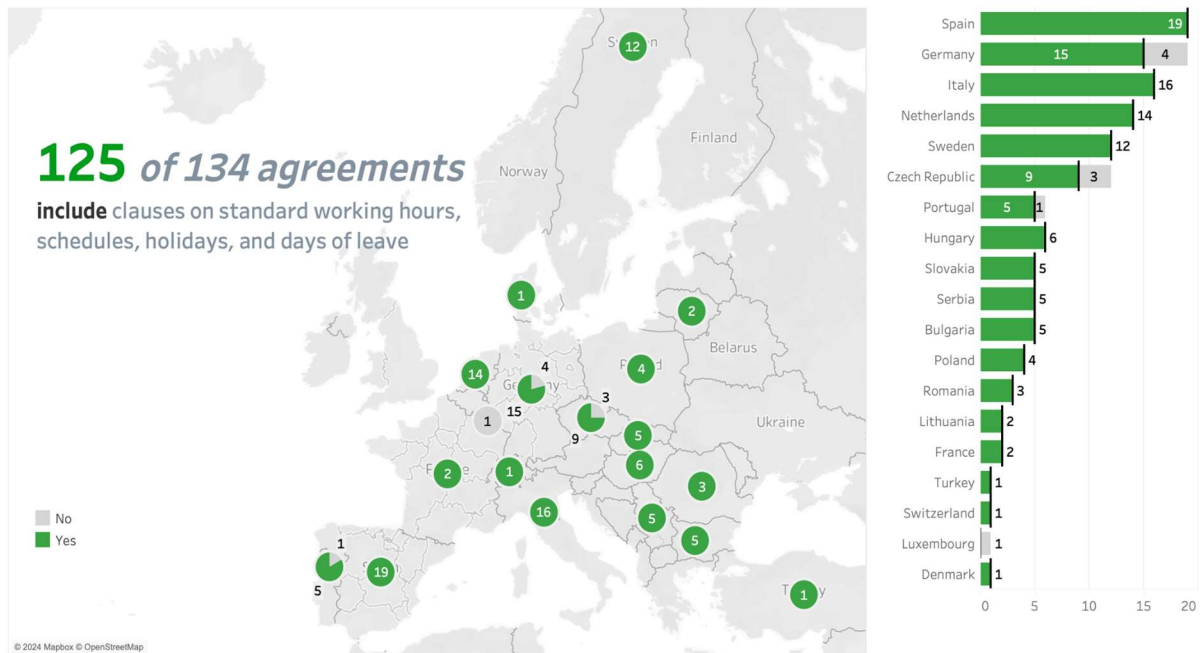 125 of 134 agreements
include clauses on standard working hours,
schedules, holidays, and days of leave
No
Yes
© 2024 Mapbox © OpenStreetMap
12
Finland
Norway
1
2
Belarus
14
4
Germany
15
4
1
3
9
Ukraine
5
6
2
1
3
16
5
5
1
5
19
1
Spain 19
Germany 15 4
Italy 16
Netherlands 14
Sweden 12
Czech Republic 9 3
Portugal 5 1
Hungary 6
Slovakia 5
Serbia 5
Bulgaria 5
Poland 4
Romania 3
Lithuania 2
France 2
Turkey 1
Switzerland 1
Luxembourg 1
Denmark 1
0 5 10 15 20